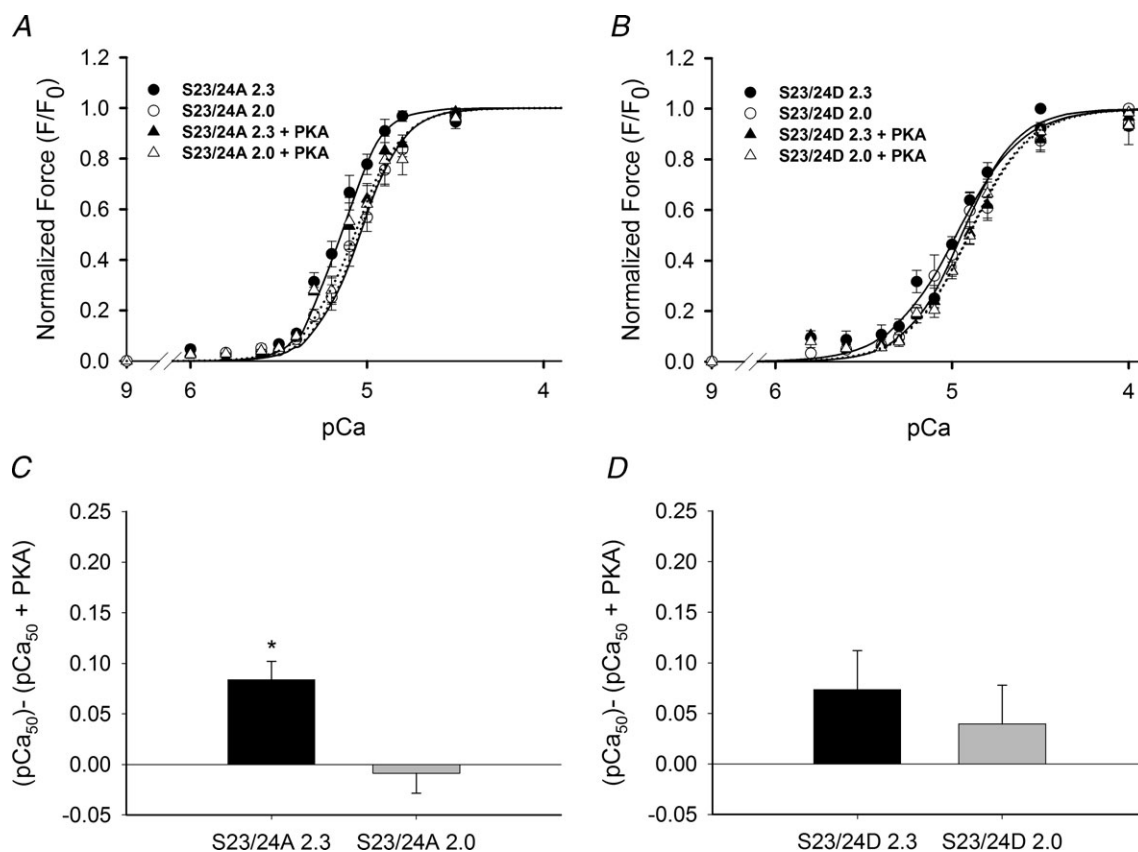 A
Normalized Force (F/F0)
1.2
1.0
0.8
0.6
0.4
0.2
0.0
S23/24A 2.3
S23/24A 2.0
S23/24A 2.3 + PKA
S23/24A 2.0 + PKA
9 6 5 4
pCa
B
Normalized Force (F/F0)
1.2
1.0
0.8
0.6
0.4
0.2
0.0
S23/24D 2.3
S23/24D 2.0
S23/24D 2.3 + PKA
S23/24D 2.0 + PKA
9 6 5 4
pCa
C
(pCa50)- (pCa50 + PKA)
0.25
0.20
0.15
0.10
0.05
0.00
-0.05
*
S23/24A 2.3 S23/24A 2.0
D
(pCa50)- (pCa50 + PKA)
0.25
0.20
0.15
0.10
0.05
0.00
-0.05
S23/24D 2.3 S23/24D 2.0